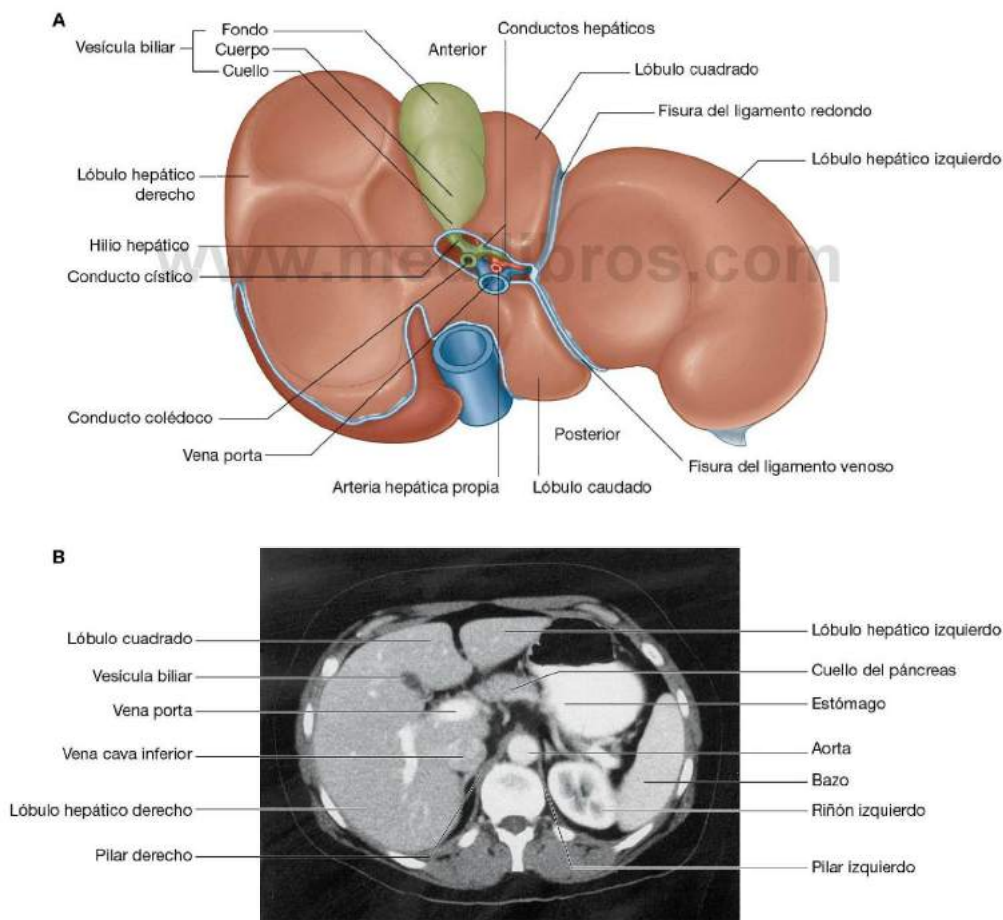 A
Vesícula biliar
Fondo
Cuerpo
Cuello
Anterior
Conductos hepáticos
Lóbulo cuadrado
Fisura del ligamento redondo
Lóbulo hepático izquierdo
Lóbulo hepático
derecho
Hilio hepático
Conducto cístico
Conducto colédoco
Vena porta
Arteria hepática propia
Lóbulo caudado
Posterior
Fisura del ligamento venoso
B
Lóbulo cuadrado
Vesícula biliar
Vena porta
Vena cava inferior
Lóbulo hepático derecho
Pilar derecho
Lóbulo hepático izquierdo
Cuello del páncreas
Estómago
Aorta
Bazo
Riñón izquierdo
Pilar izquierdo